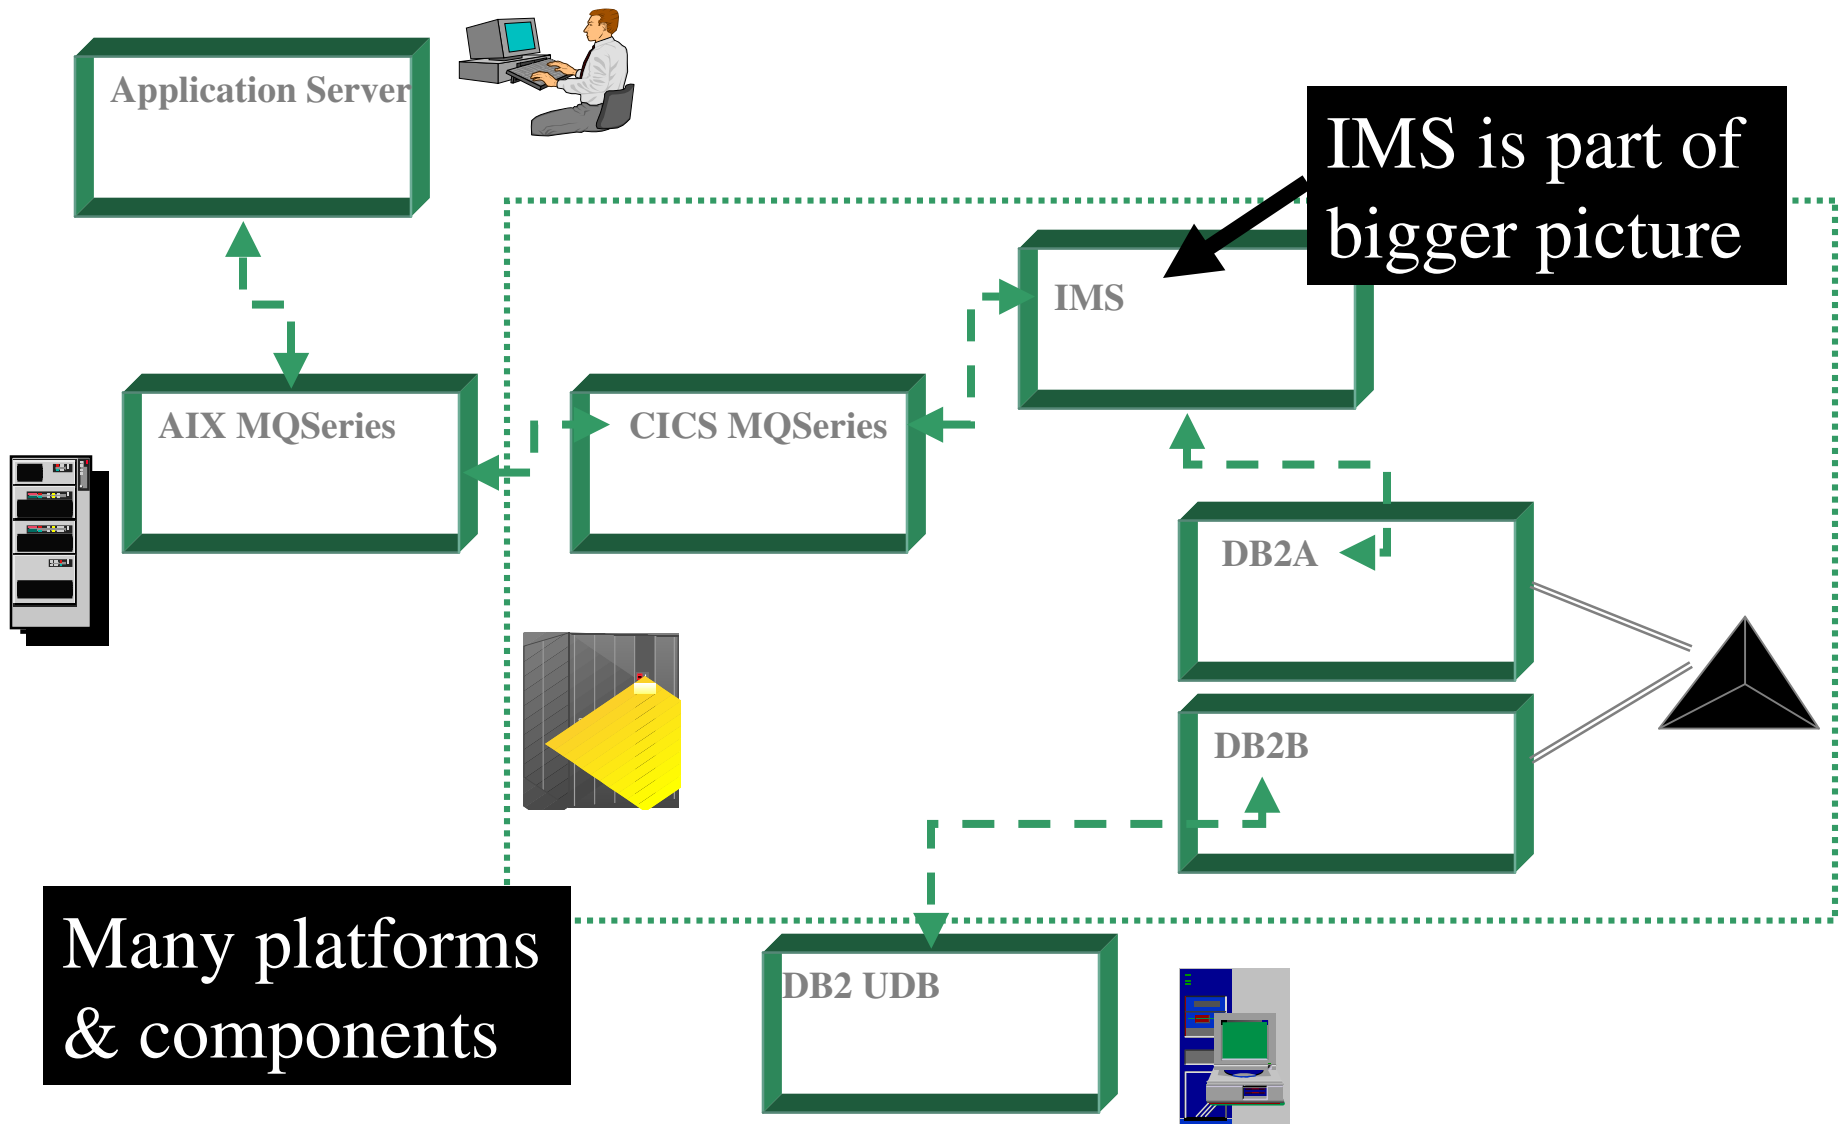 Application Server
IMS is part of
bigger picture
IMS
AIX MQSeries
CICS MQSeries
DB2A
DB2B
Many platforms
& components
DB2 UDB